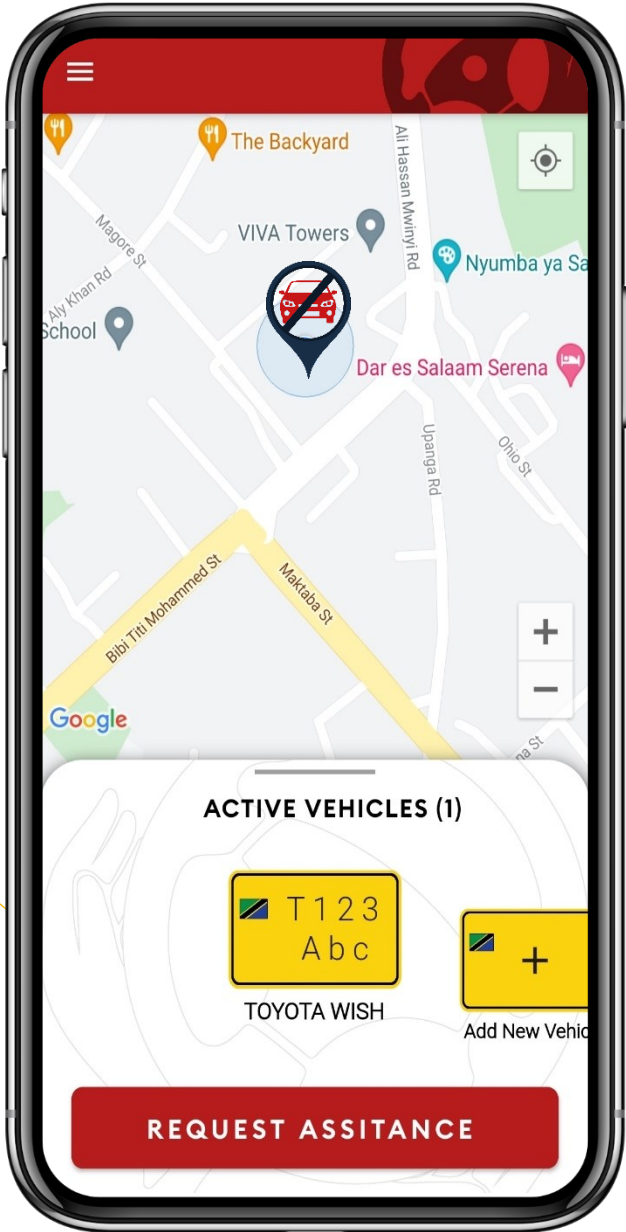 The Backyard
Ali Hassan Mwinyi Rd
Magore St
VIVA Towers
Nyumba ya Sa
Aly Khan Rd
School
Dar es Salaam Serena
Upanga Rd
Ohio St
Bibi Titi Mohammed St
Maktaba St
+
−
Google
na St
ACTIVE VEHICLES (1)
T123
Abc
+
TOYOTA WISH
Add New Vehic
REQUEST ASSITANCE